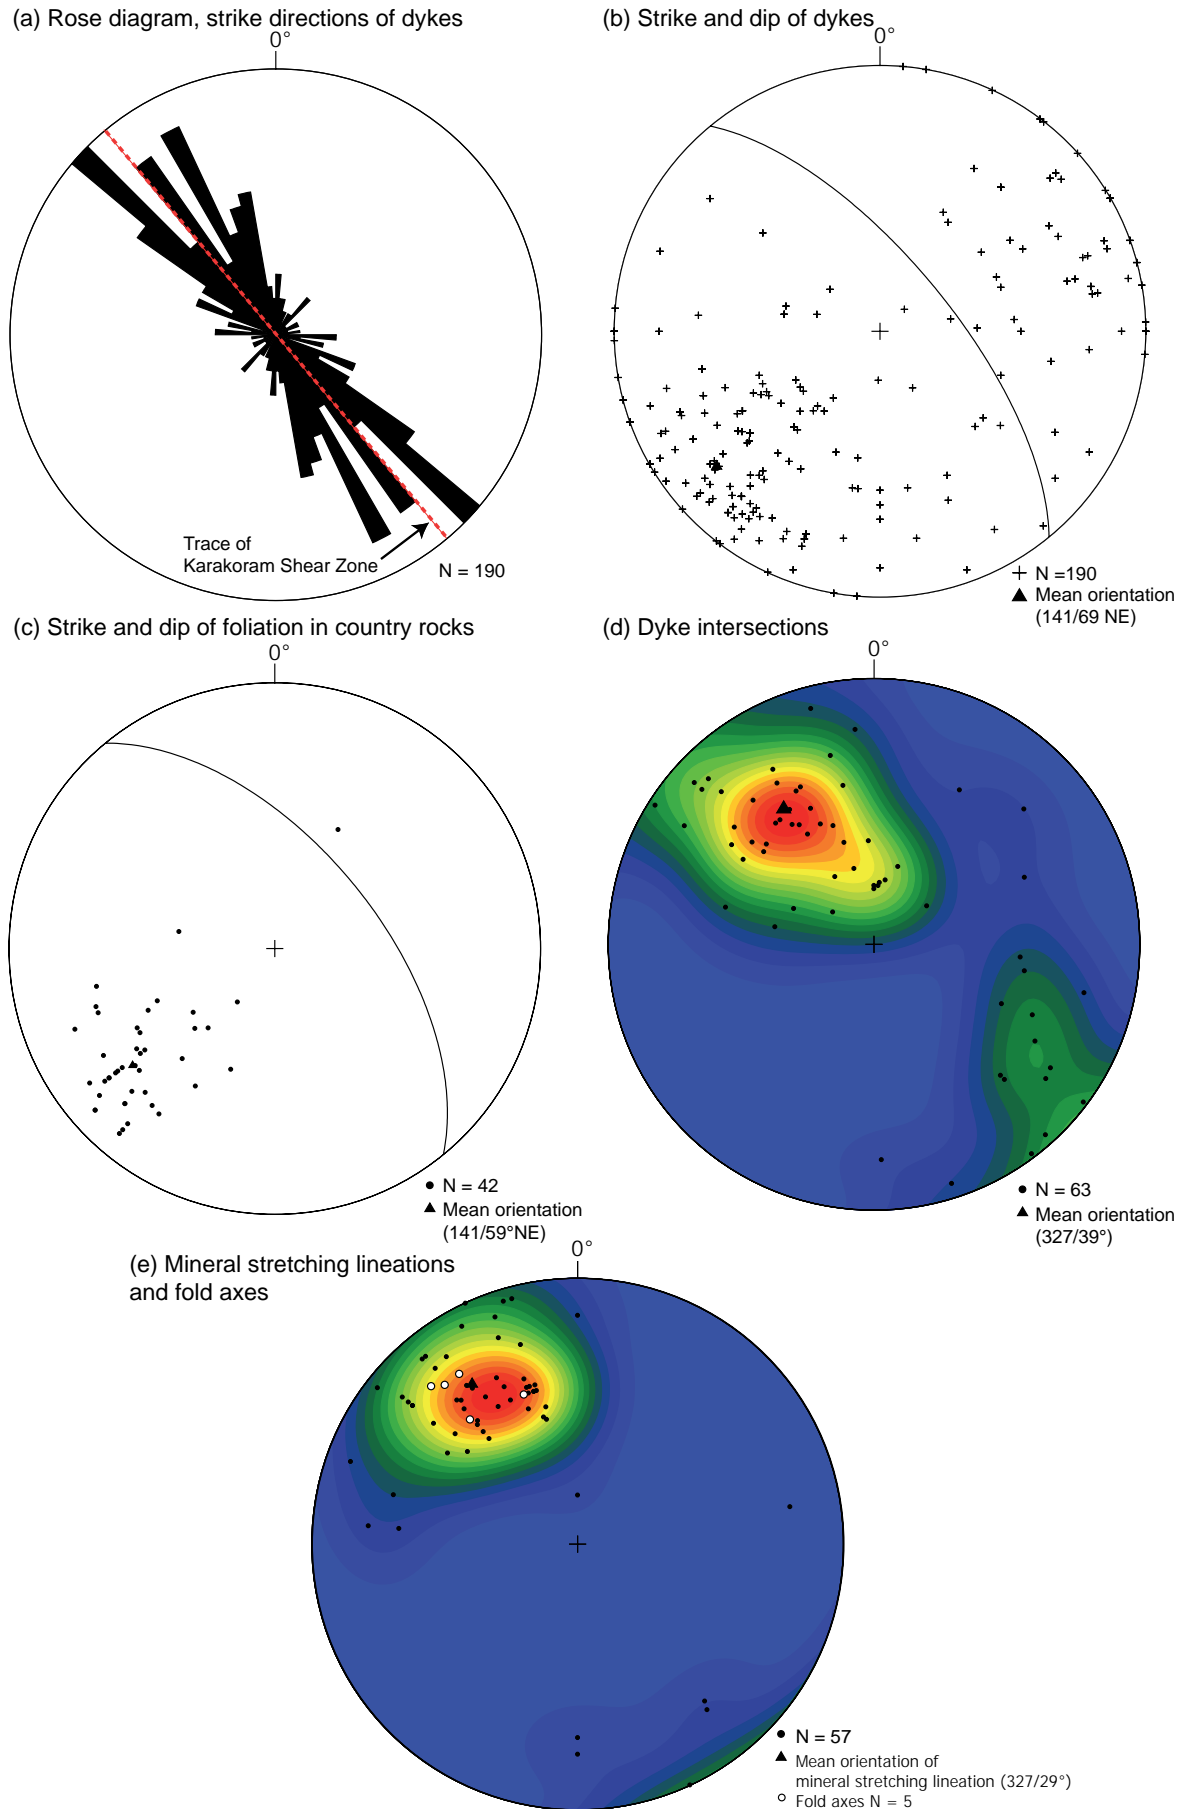 (a) Rose diagram, strike directions of dykes
0°
Trace of
Karakoram Shear Zone
N = 190
(b) Strike and dip of dykes
0°
N =190
Mean orientation
(141/69 NE)
(c) Strike and dip of foliation in country rocks
0°
N = 42
Mean orientation
(141/59°NE)
(d) Dyke intersections
0°
N = 63
Mean orientation
(327/39°)
(e) Mineral stretching lineations
and fold axes
0°
N = 57
Mean orientation of
mineral stretching lineation (327/29°)
Fold axes N = 5